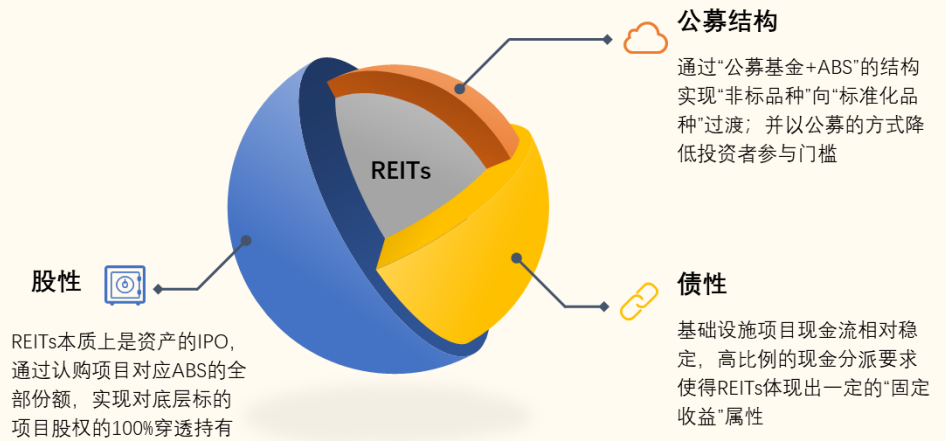 公募结构
通过“公募基金+ABS”的结构
实现“非标品种”向“标准化品
种”过渡；并以公募的方式降
低投资者参与门槛
REITs
股性
REITs本质上是资产的IPO，
通过认购项目对应ABS的全
部份额，实现对底层标的
项目股权的100%穿透持有
债性
基础设施项目现金流相对稳
定，高比例的现金分派要求
使得REITs体现出一定的“固定
收益”属性